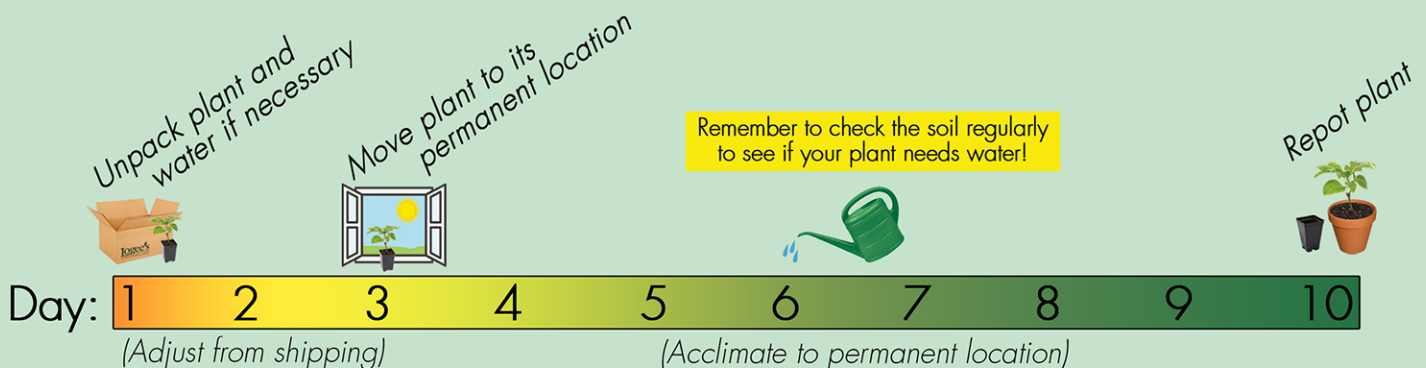 Unpack plant and
water if necessary
Move plant to its
permanent location
Remember to check the soil regularly
to see if your plant needs water!
Repot plant
Logee's
Day: 1 2 3 4 5 6 7 8 9 10
(Adjust from shipping)
(Acclimate to permanent location)